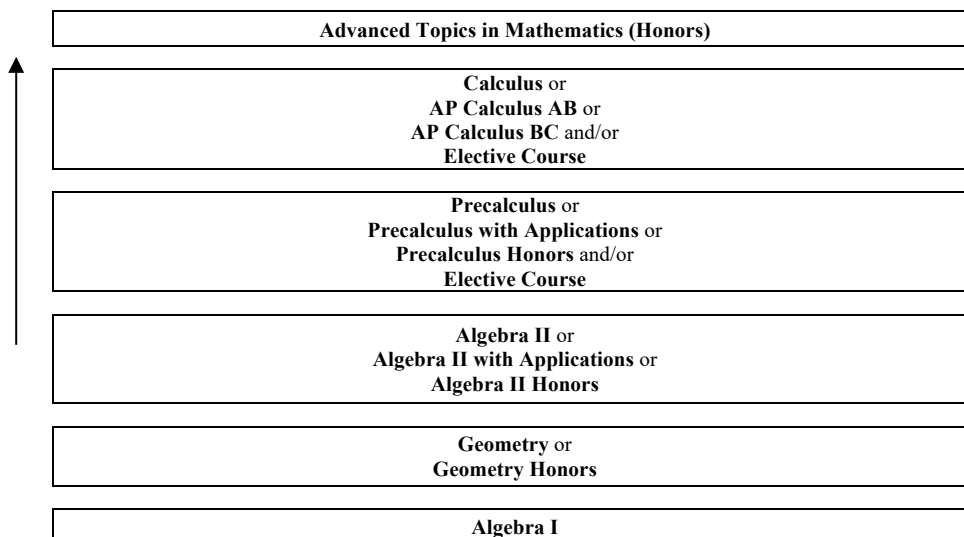 Advanced Topics in Mathematics (Honors)
Calculus or
AP Calculus AB or
AP Calculus BC and/or
Elective Course
Precalculus or
Precalculus with Applications or
Precalculus Honors and/or
Elective Course
Algebra II or
Algebra II with Applications or
Algebra II Honors
Geometry or
Geometry Honors
Algebra I